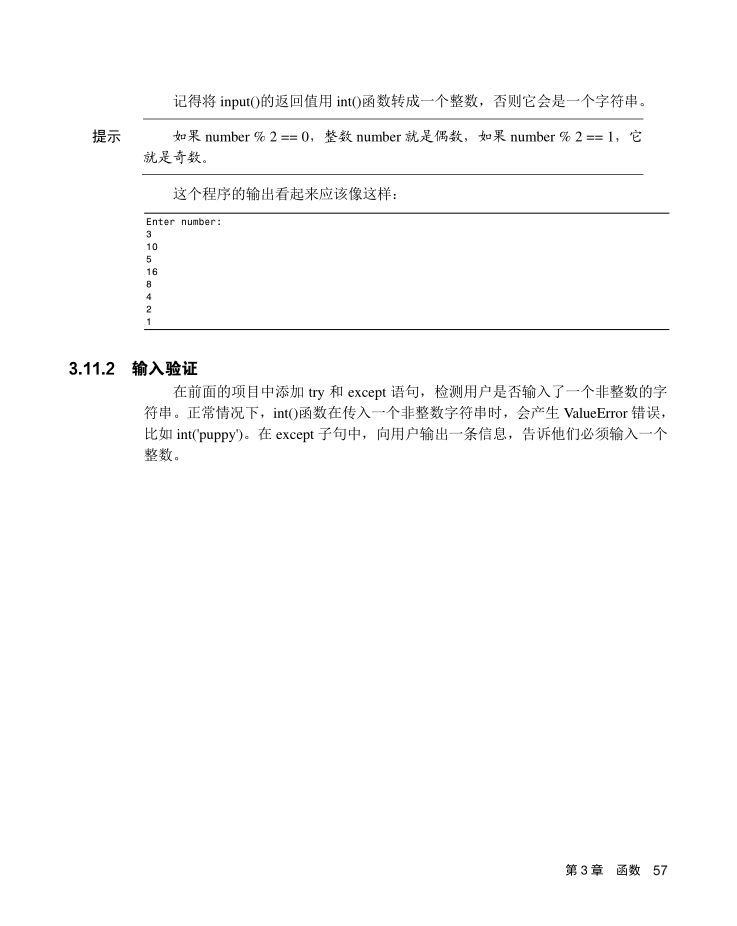 记得将 input()的返回值用 int()函数转成一个整数，否则它会是一个字符串。
提示 如果 number % 2 == 0，整数 number 就是偶数，如果 number % 2 == 1，它
就是奇数。
这个程序的输出看起来应该像这样：
Enter number:
3
10
5
16
8
4
2
1
3.11.2 输入验证
在前面的项目中添加 try 和 except 语句，检测用户是否输入了一个非整数的字
符串。正常情况下，int()函数在传入一个非整数字符串时，会产生 ValueError 错误，
比如 int('puppy')。在 except 子句中，向用户输出一条信息，告诉他们必须输入一个
整数。
第 3 章 函数 57